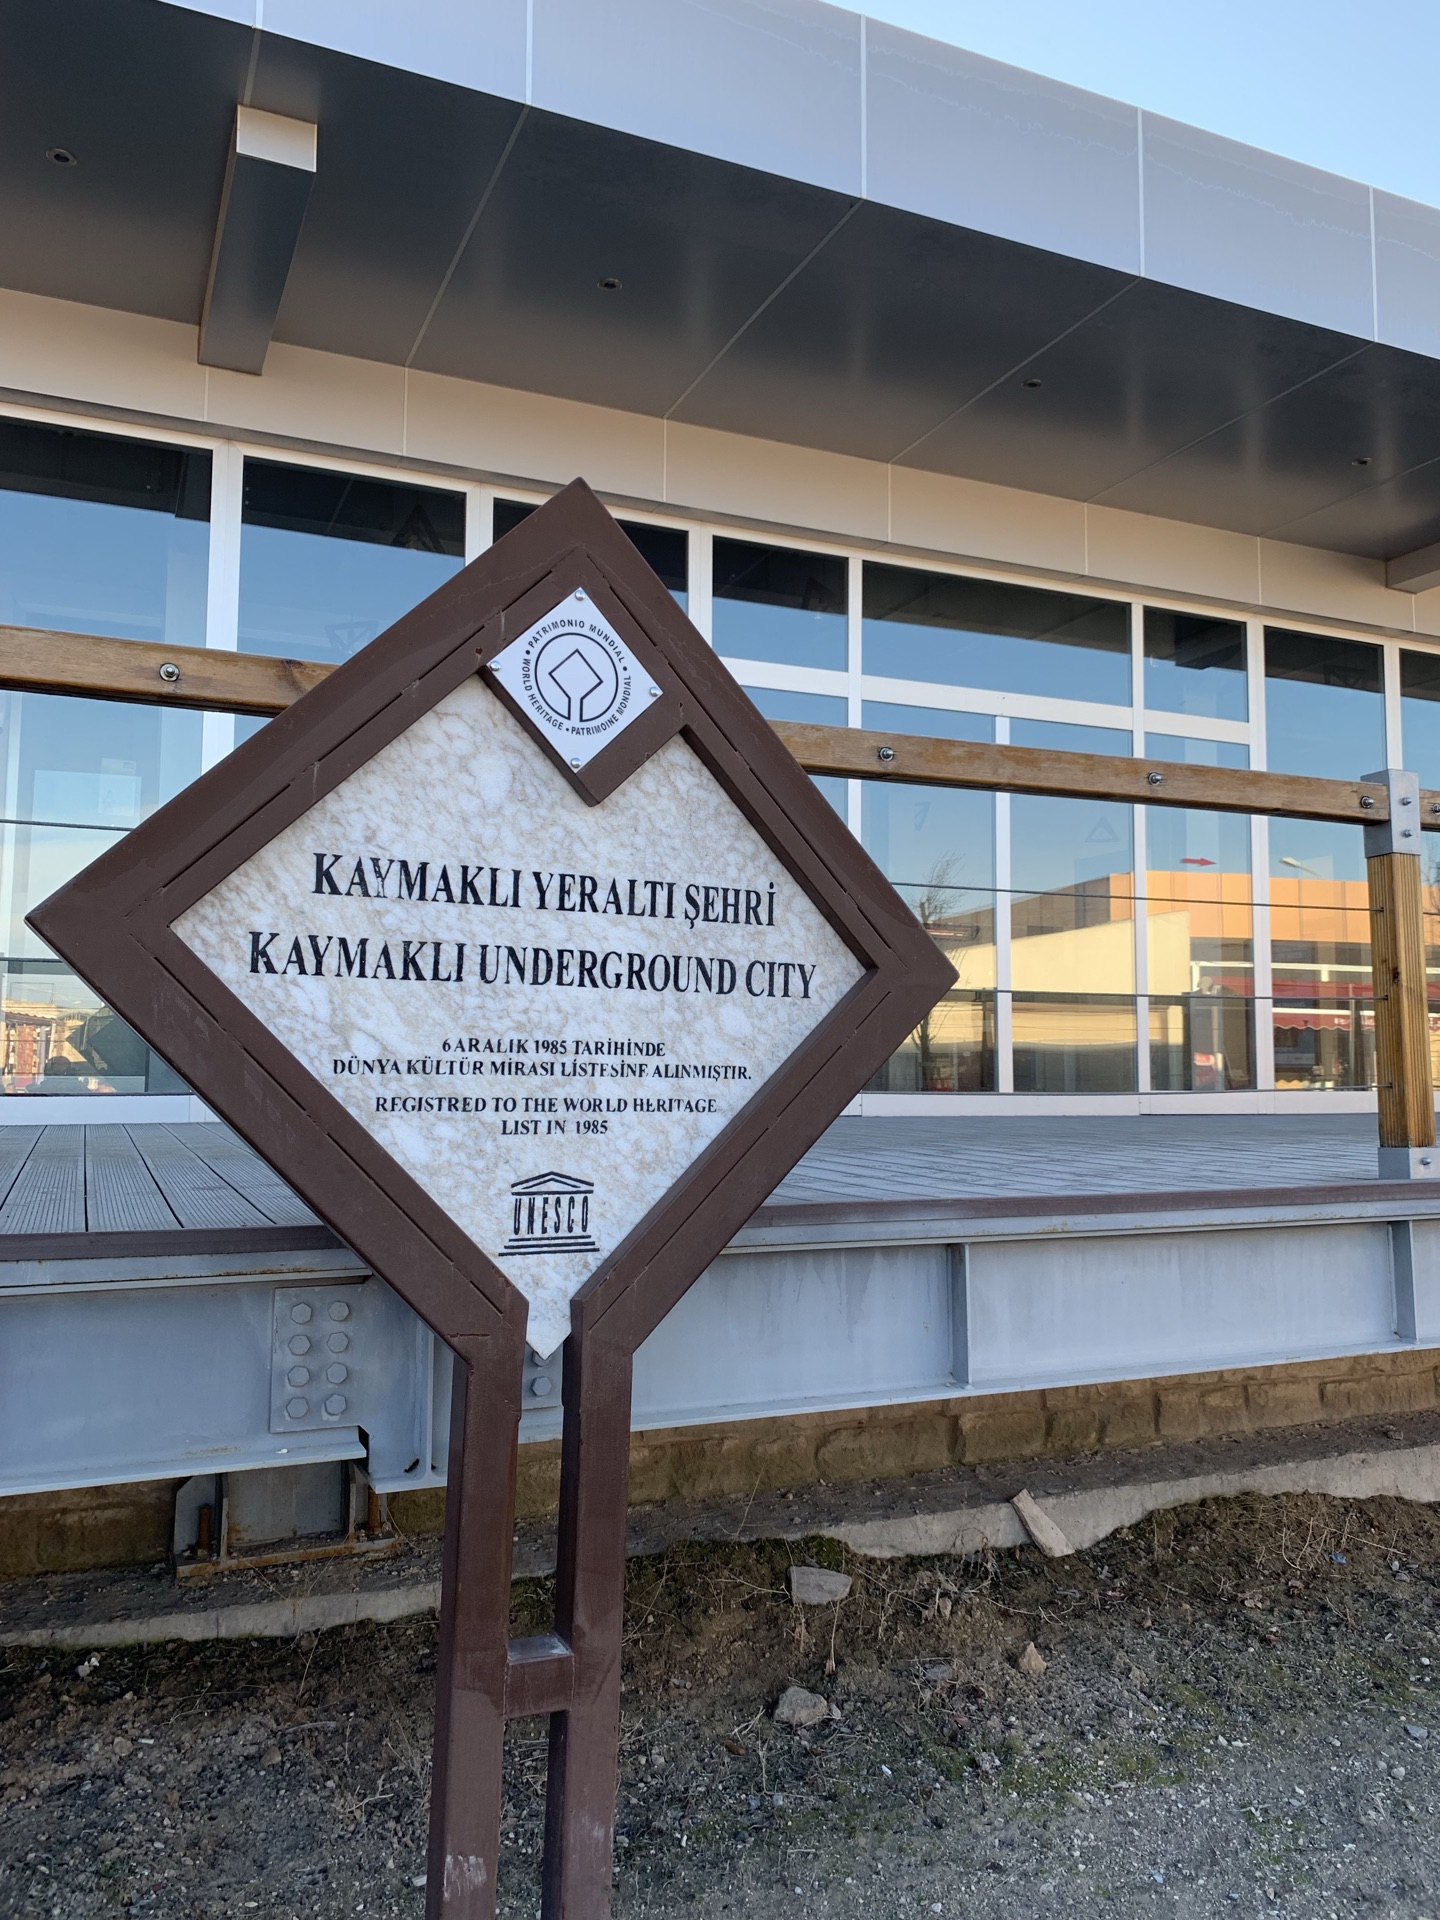 PATRIMONIO MUNDIAL • WORLD HERITAGE • PATRIMOINE MONDIAL •
KAYMAKLI YERALTI ŞEHRİ
KAYMAKLI UNDERGROUND CITY
6 ARALIK 1985 TARİHİNDE
DÜNYA KÜLTÜR MİRASI LİSTESİNE ALINMIŞTIR.
REGISTRED TO THE WORLD HERITAGE
LIST IN 1985
UNESCO